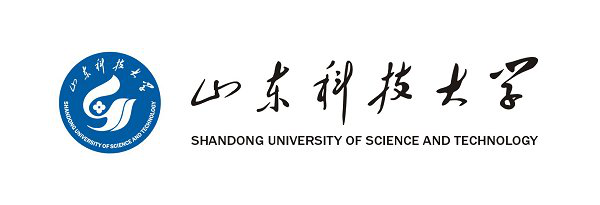 山东科技大学
SHANDONG UNIVERSITY OF SCIENCE AND TECHNOLOGY
山东科技大学
SHANDONG UNIVERSITY OF SCIENCE AND TECHNOLOGY